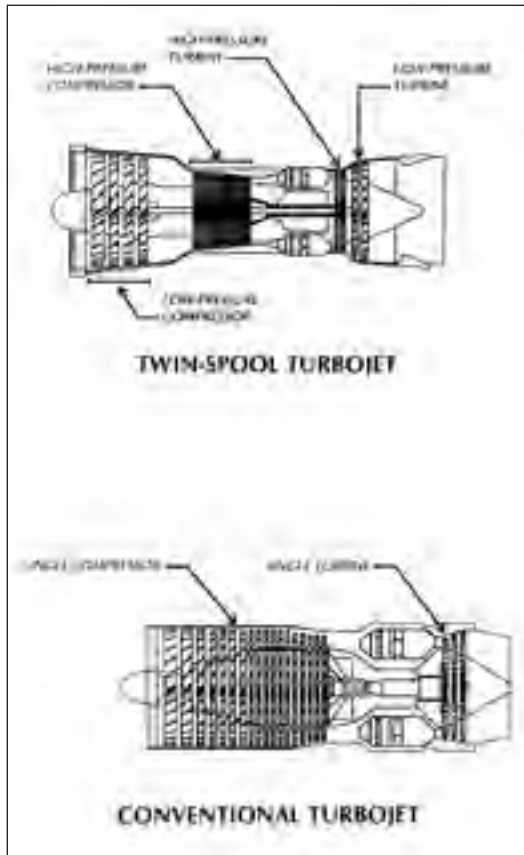 HIGH-PRESSURE
TURBINE
HIGH-PRESSURE
COMPRESSOR
LOW-PRESSURE
TURBINE
LOW-PRESSURE
COMPRESSOR
TWIN-SPOOL TURBOJET
SINGLE COMPRESSOR
SINGLE TURBINE
CONVENTIONAL TURBOJET